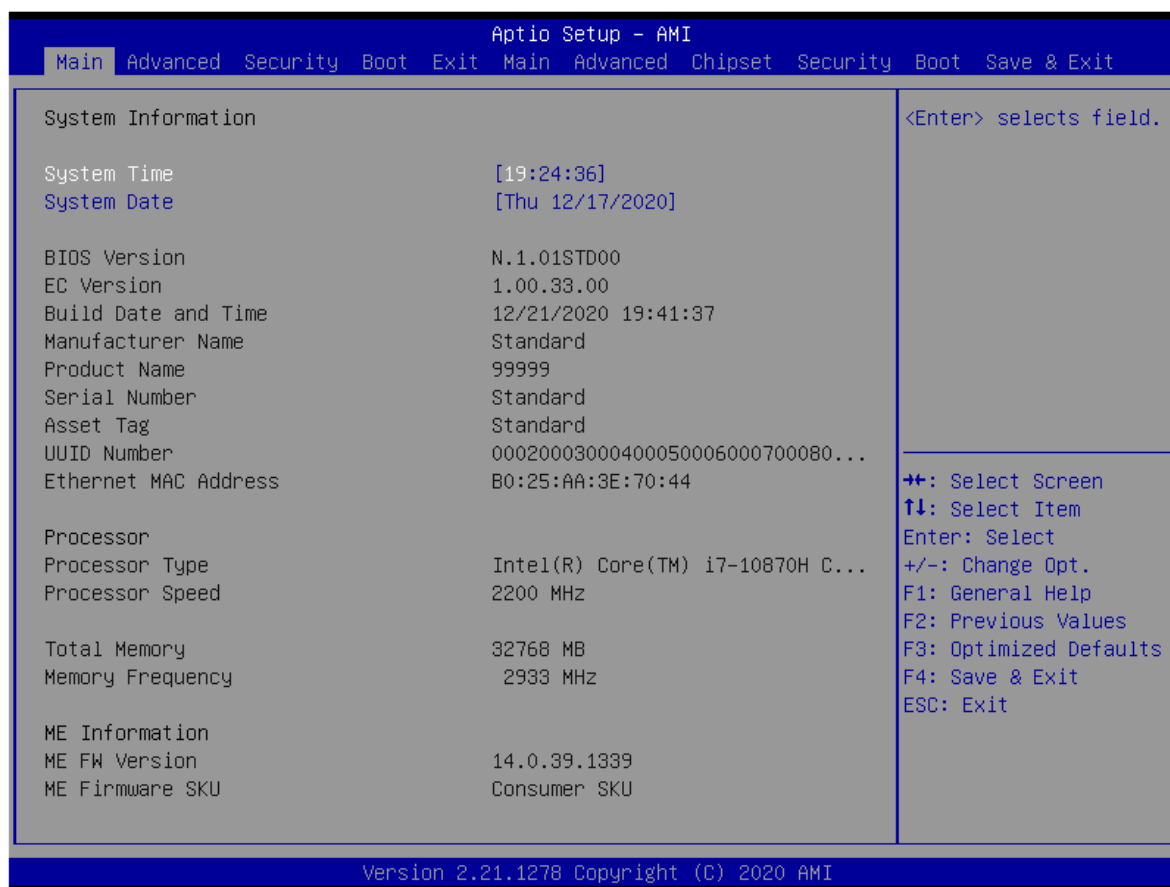 Aptio Setup – AMI
Main Advanced Security Boot Exit Main Advanced Chipset Security Boot Save & Exit
System Information <Enter> selects field.
System Time [19:24:36]
System Date [Thu 12/17/2020]
BIOS Version N.1.01STD00
EC Version 1.00.33.00
Build Date and Time 12/21/2020 19:41:37
Manufacturer Name Standard
Product Name 99999
Serial Number Standard
Asset Tag Standard
UUID Number 00020003000400050006000700080...
Ethernet MAC Address B0:25:AA:3E:70:44
→←: Select Screen
↑↓: Select Item
Processor Enter: Select
Processor Type Intel(R) Core(TM) i7-10870H C... +/-: Change Opt.
Processor Speed 2200 MHz F1: General Help
F2: Previous Values
Total Memory 32768 MB F3: Optimized Defaults
Memory Frequency 2933 MHz F4: Save & Exit
ESC: Exit
ME Information
ME FW Version 14.0.39.1339
ME Firmware SKU Consumer SKU
Version 2.21.1278 Copyright (C) 2020 AMI